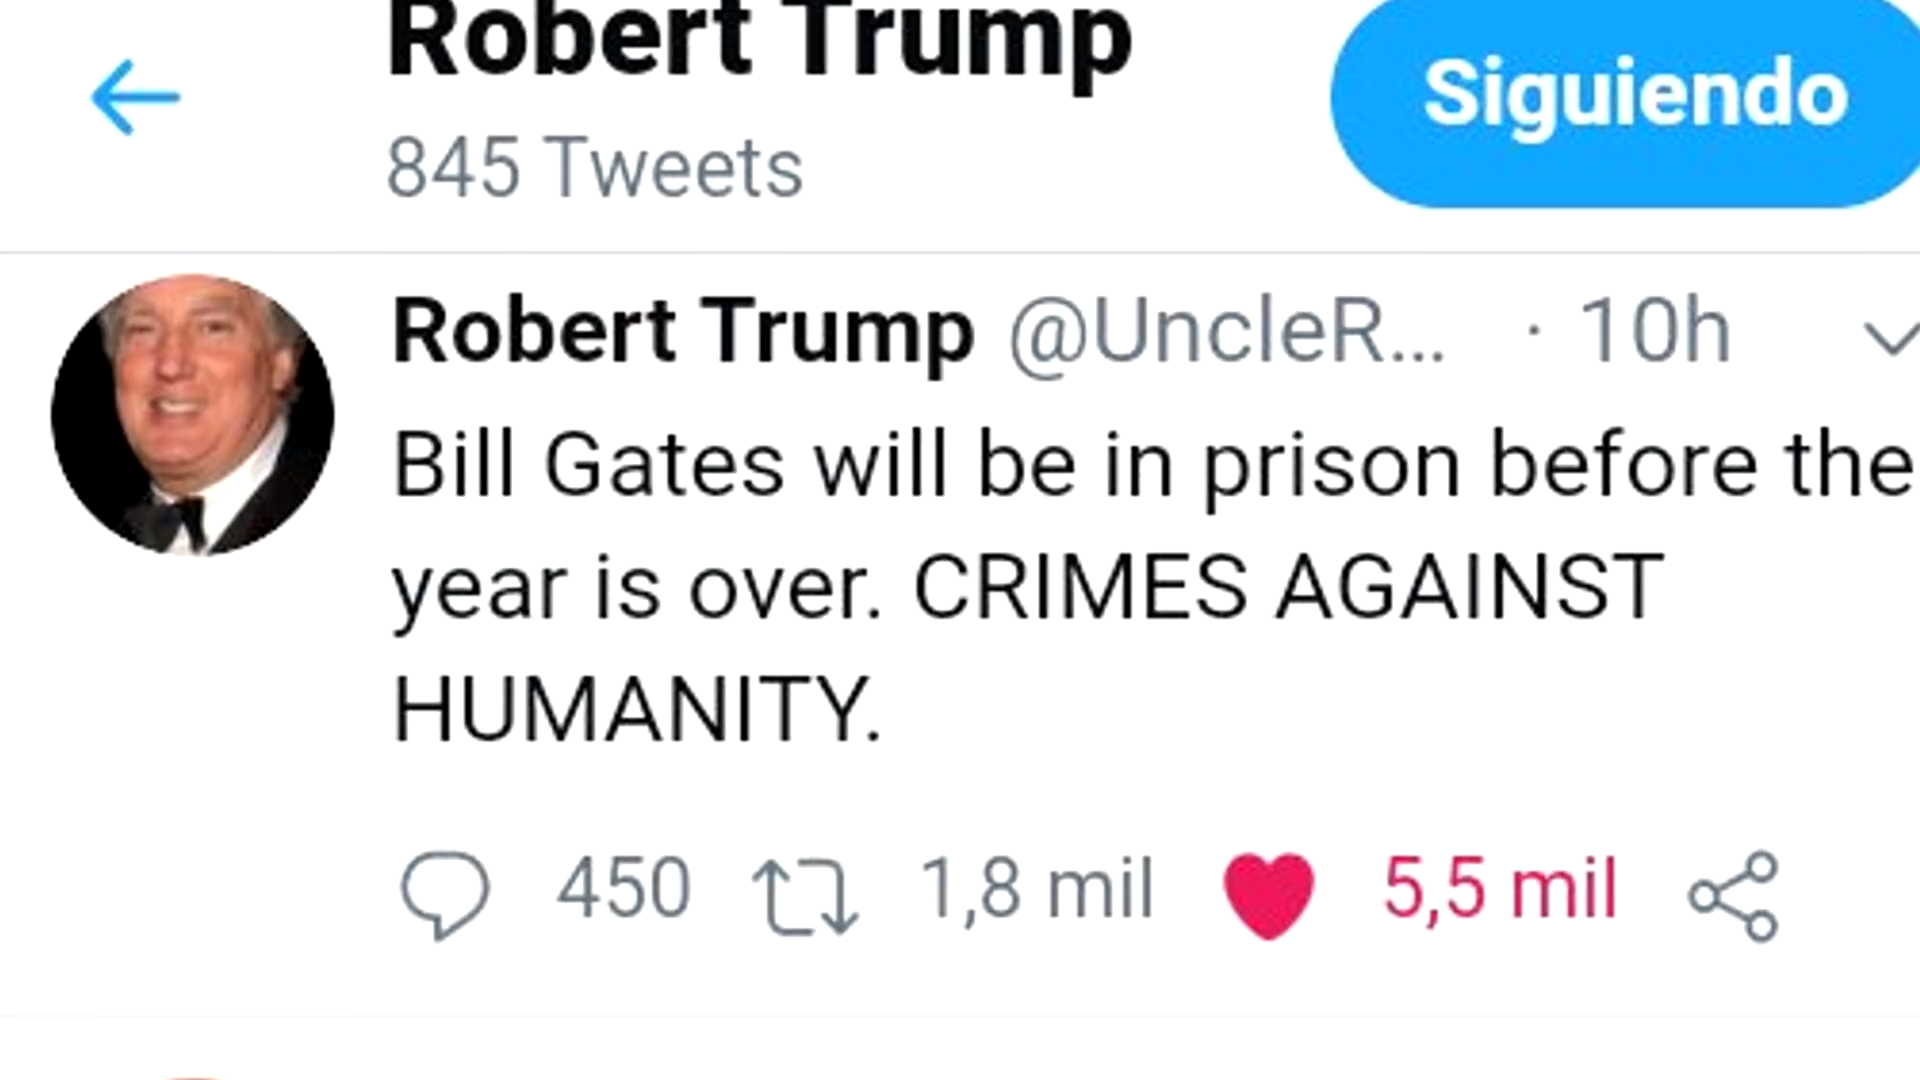 Robert Trump
Siguiendo
845 Tweets
Robert Trump @UncleR... · 10h
Bill Gates will be in prison before the
year is over. CRIMES AGAINST
HUMANITY.
450 1,8 mil 5,5 mil